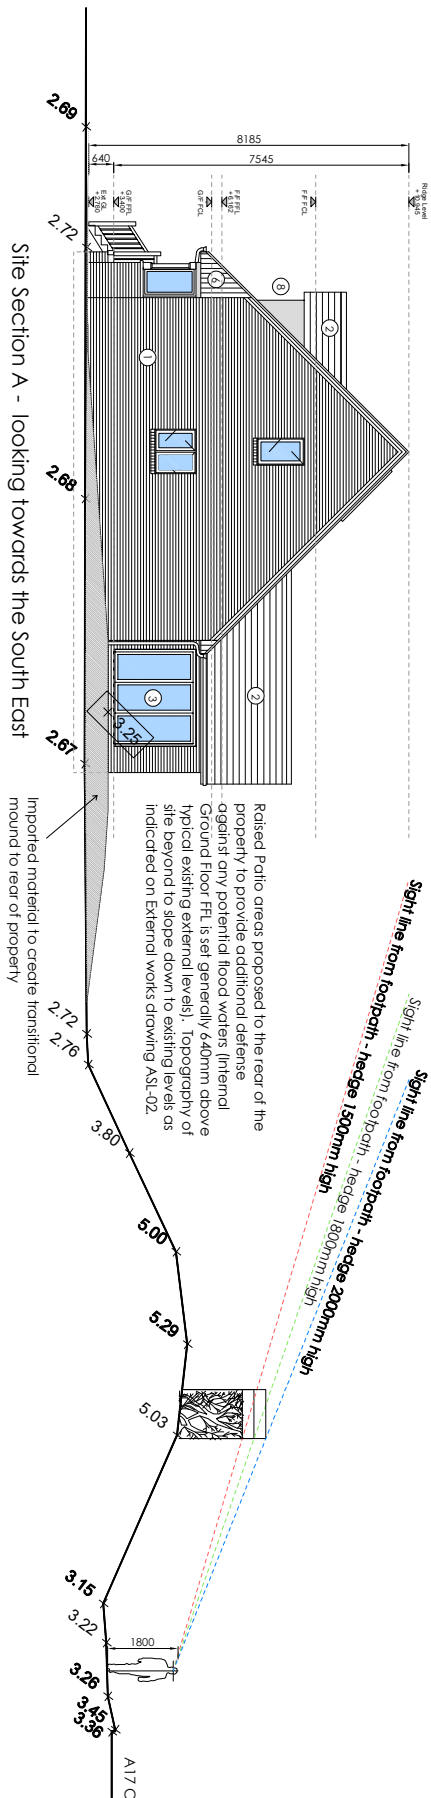 Ridge Level
+10.945
F/F FCL
F/F FFL
+6.162
G/F FCL
G/F FFL
+3.400
Ext GL
+2.760
8185
7545
640
2
8
6
1
2
3
3.25
Raised Patio areas proposed to the rear of the
property to provide additional defense
against any potential flood waters (Internal
Ground Floor FFL is set generally 640mm above
typical existing external levels). Topography of
site beyond to slope down to existing levels as
indicated on External works drawing ASL-02.
Sight line from footpath - hedge 2000mm high
Sight line from footpath - hedge 1800mm high
Sight line from footpath - hedge 1500mm high
1800
2.69
2.72
2.68
2.67
2.72
2.76
3.80
5.00
5.29
5.03
3.15
3.22
3.26
3.45
3.36
A17 C
Imported material to create transitional
mound to rear of property
Site Section A - looking towards the South East